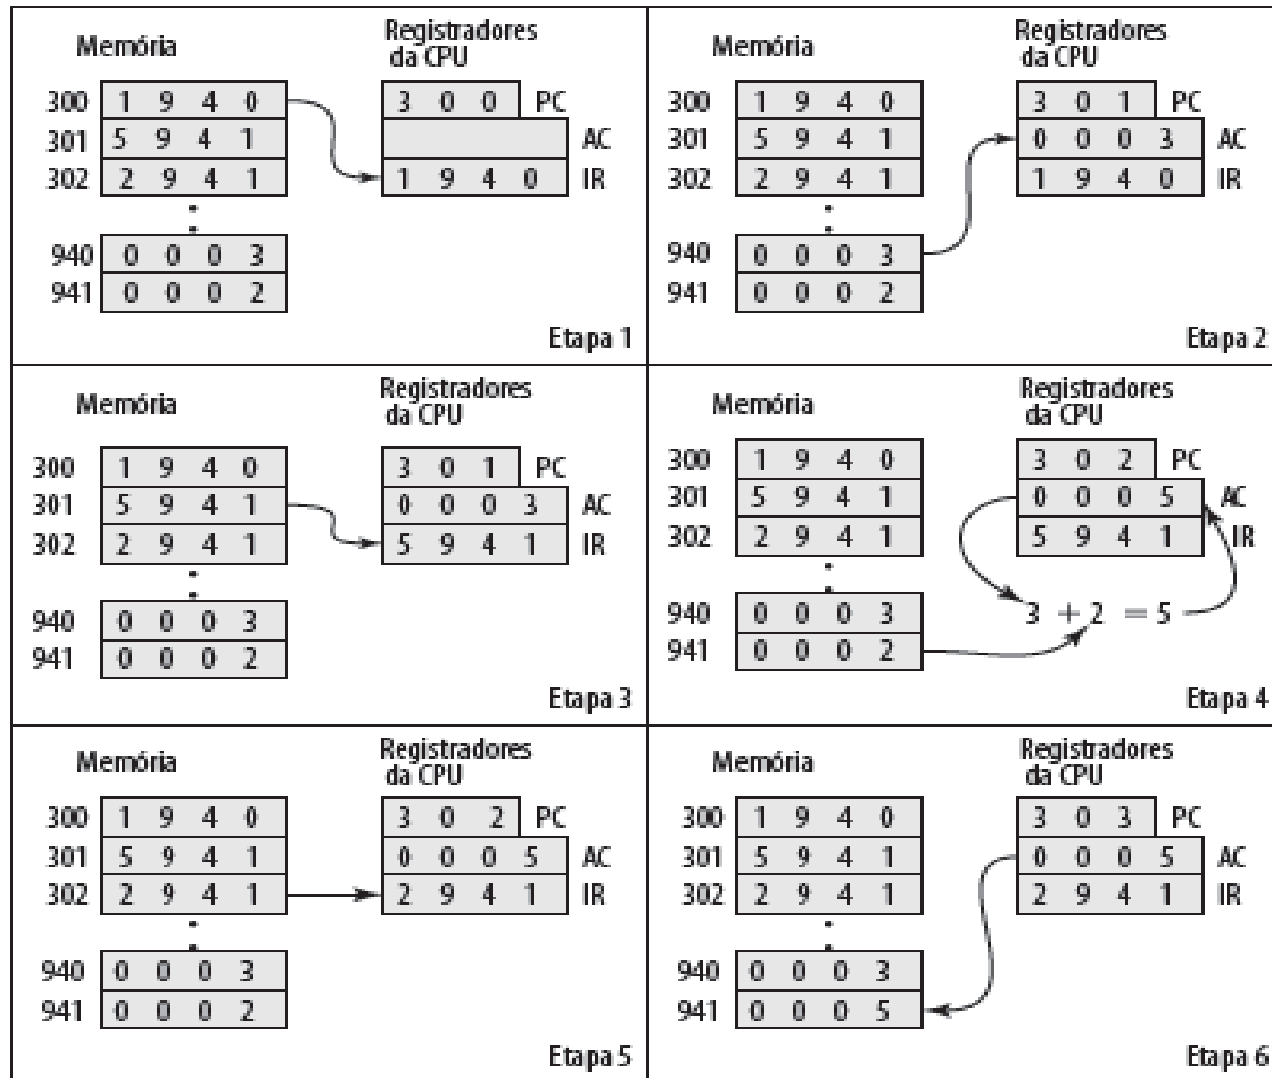 Memória Registradores da CPU
300 1 9 4 0 3 0 0 PC
301 5 9 4 1 AC
302 2 9 4 1 1 9 4 0 IR
940 0 0 0 3
941 0 0 0 2
Etapa 1
Memória Registradores da CPU
300 1 9 4 0 3 0 1 PC
301 5 9 4 1 0 0 0 3 AC
302 2 9 4 1 1 9 4 0 IR
940 0 0 0 3
941 0 0 0 2
Etapa 2
Memória Registradores da CPU
300 1 9 4 0 3 0 1 PC
301 5 9 4 1 0 0 0 3 AC
302 2 9 4 1 5 9 4 1 IR
940 0 0 0 3
941 0 0 0 2
Etapa 3
Memória Registradores da CPU
300 1 9 4 0 3 0 2 PC
301 5 9 4 1 0 0 0 5 AC
302 2 9 4 1 5 9 4 1 IR
940 0 0 0 3 3 + 2 = 5
941 0 0 0 2
Etapa 4
Memória Registradores da CPU
300 1 9 4 0 3 0 2 PC
301 5 9 4 1 0 0 0 5 AC
302 2 9 4 1 2 9 4 1 IR
940 0 0 0 3
941 0 0 0 2
Etapa 5
Memória Registradores da CPU
300 1 9 4 0 3 0 3 PC
301 5 9 4 1 0 0 0 5 AC
302 2 9 4 1 2 9 4 1 IR
940 0 0 0 3
941 0 0 0 5
Etapa 6